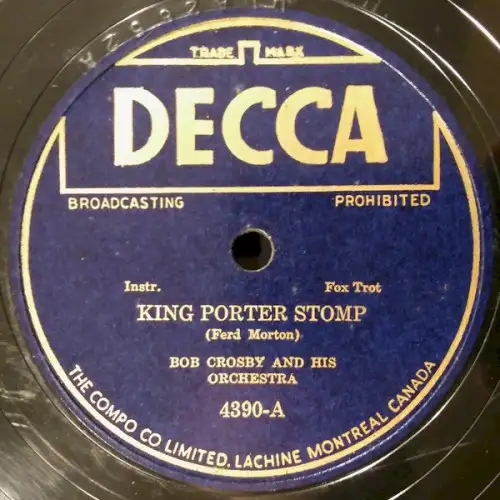 TRADE MARK
DECCA
BROADCASTING PROHIBITED
Instr. Fox Trot
KING PORTER STOMP
(Ferd Morton)
BOB CROSBY AND HIS
ORCHESTRA
4390-A
THE COMPO CO LIMITED, LACHINE MONTREAL CANADA